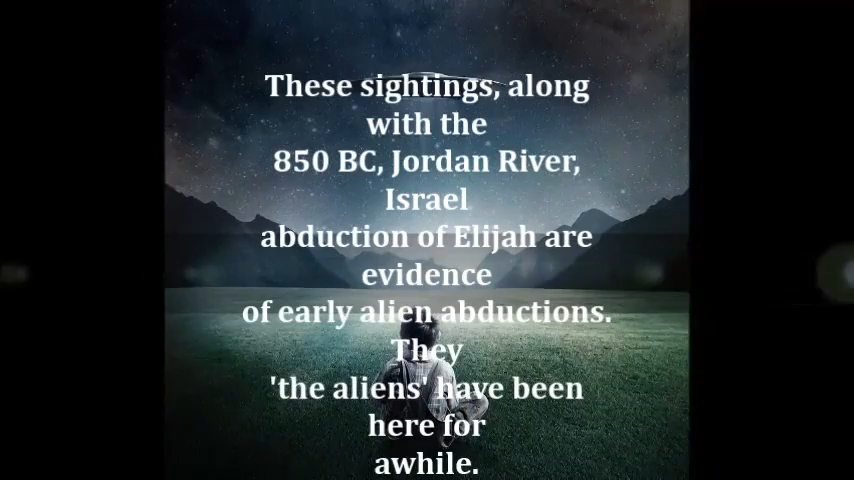 These sightings, along
with the
850 BC, Jordan River,
Israel
abduction of Elijah are
evidence
of early alien abductions.
They
'the aliens' have been
here for
awhile.